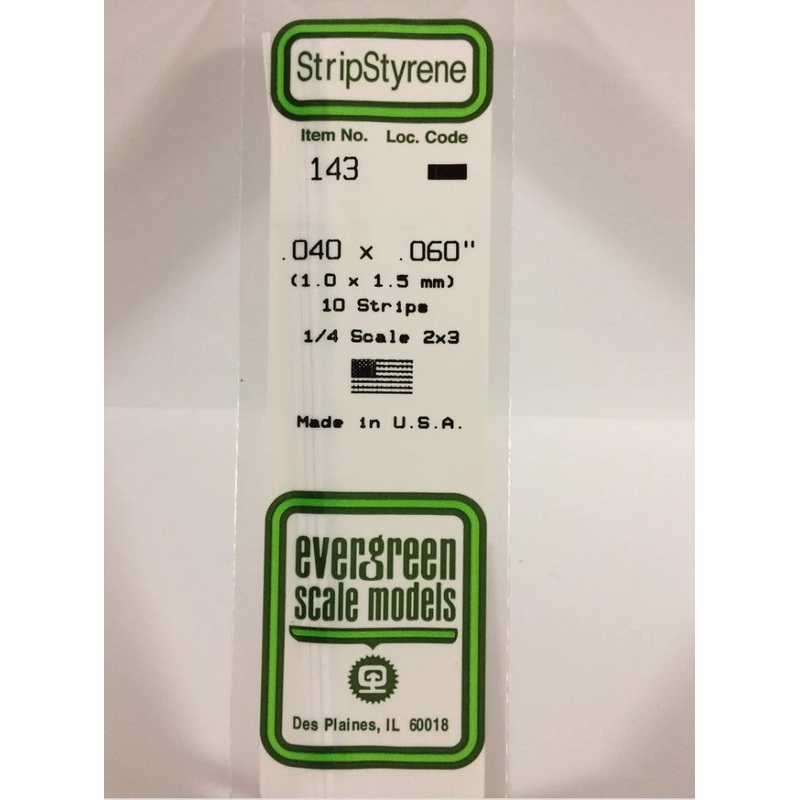 StripStyrene
Item No. Loc. Code
143
.040 x .060"
(1.0 x 1.5 mm)
10 Strips
1/4 Scale 2x3
Made in U.S.A.
evergreen
scale models
Des Plaines, IL 60018